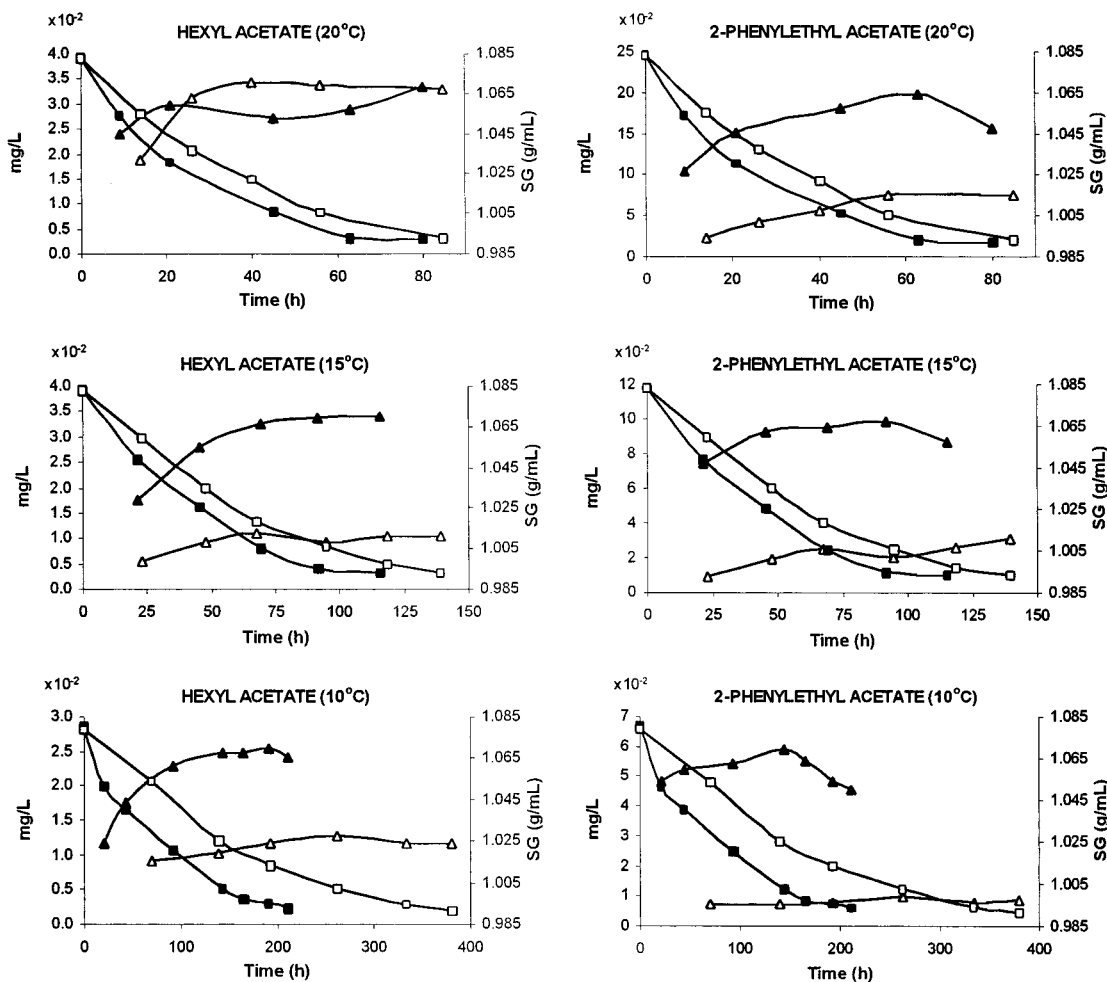 HEXYL ACETATE (20°C)
x10⁻²
4.0
3.5
3.0
2.5
2.0
1.5
1.0
0.5
0.0
mg/L
1.085
1.065
1.045
1.025
1.005
0.985
SG (g/mL)
0 20 40 60 80
Time (h)
2-PHENYLETHYL ACETATE (20°C)
x10⁻²
25
20
15
10
5
0
mg/L
1.085
1.065
1.045
1.025
1.005
0.985
SG (g/mL)
0 20 40 60 80
Time (h)
HEXYL ACETATE (15°C)
x10⁻²
4.0
3.5
3.0
2.5
2.0
1.5
1.0
0.5
0.0
mg/L
1.085
1.065
1.045
1.025
1.005
0.985
SG (g/mL)
0 25 50 75 100 125 150
Time (h)
2-PHENYLETHYL ACETATE (15°C)
x10⁻²
12
10
8
6
4
2
0
mg/L
1.085
1.065
1.045
1.025
1.005
0.985
SG (g/mL)
0 25 50 75 100 125 150
Time (h)
HEXYL ACETATE (10°C)
x10⁻²
3.0
2.5
2.0
1.5
1.0
0.5
0.0
mg/L
1.085
1.065
1.045
1.025
1.005
0.985
SG (g/mL)
0 100 200 300 400
Time (h)
2-PHENYLETHYL ACETATE (10°C)
x10⁻²
7
6
5
4
3
2
1
0
mg/L
1.085
1.065
1.045
1.025
1.005
0.985
SG (g/mL)
0 100 200 300 400
Time (h)